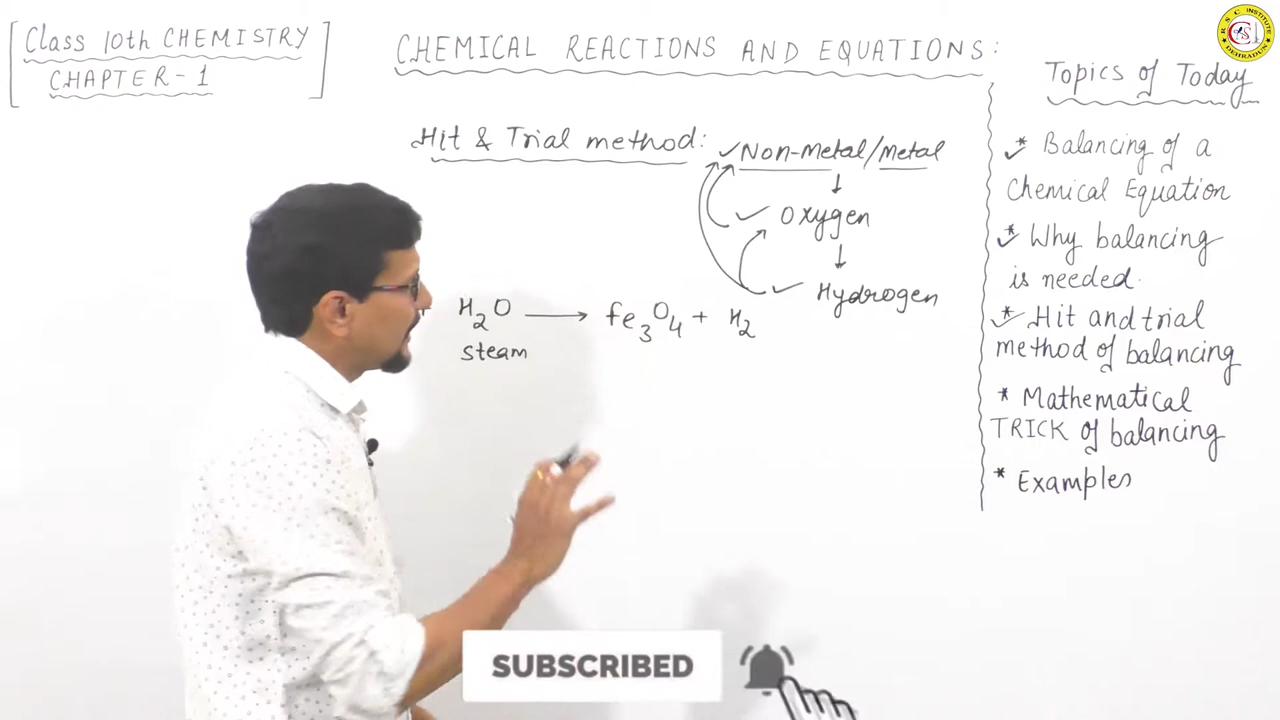 Class 10th CHEMISTRY
CHAPTER-1
CHEMICAL REACTIONS AND EQUATIONS:
Hit & Trial method: Non-Metal/Metal
Oxygen
Hydrogen
+ H2O → Fe3O4 + H2
steam
Topics of Today
* Balancing of a
Chemical Equation
* Why balancing
is needed.
* Hit and trial
method of balancing
* Mathematical
TRICK of balancing
* Examples
R S C INSTITUTE
DEHRADUN
SUBSCRIBED